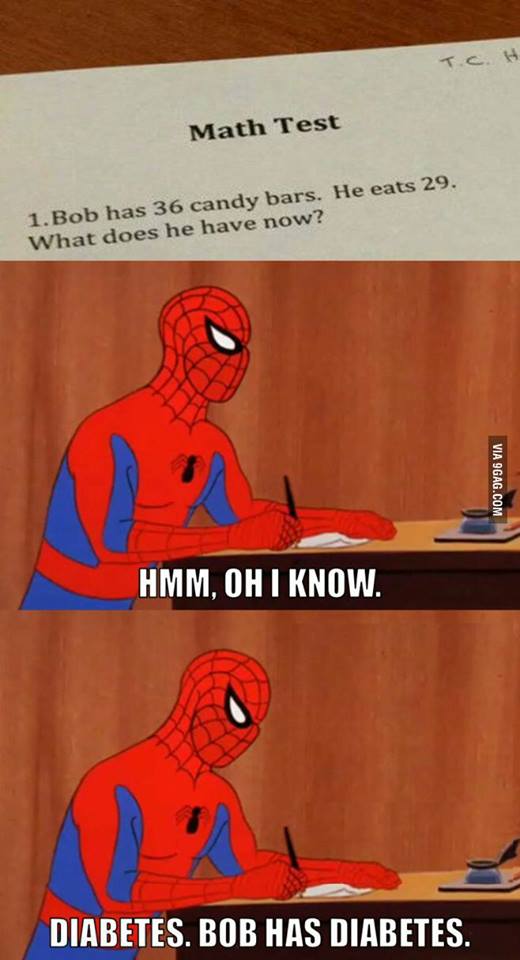 T.C. H
Math Test
1.Bob has 36 candy bars. He eats 29.
What does he have now?
VIA 9GAG.COM
HMM, OH I KNOW.
DIABETES. BOB HAS DIABETES.